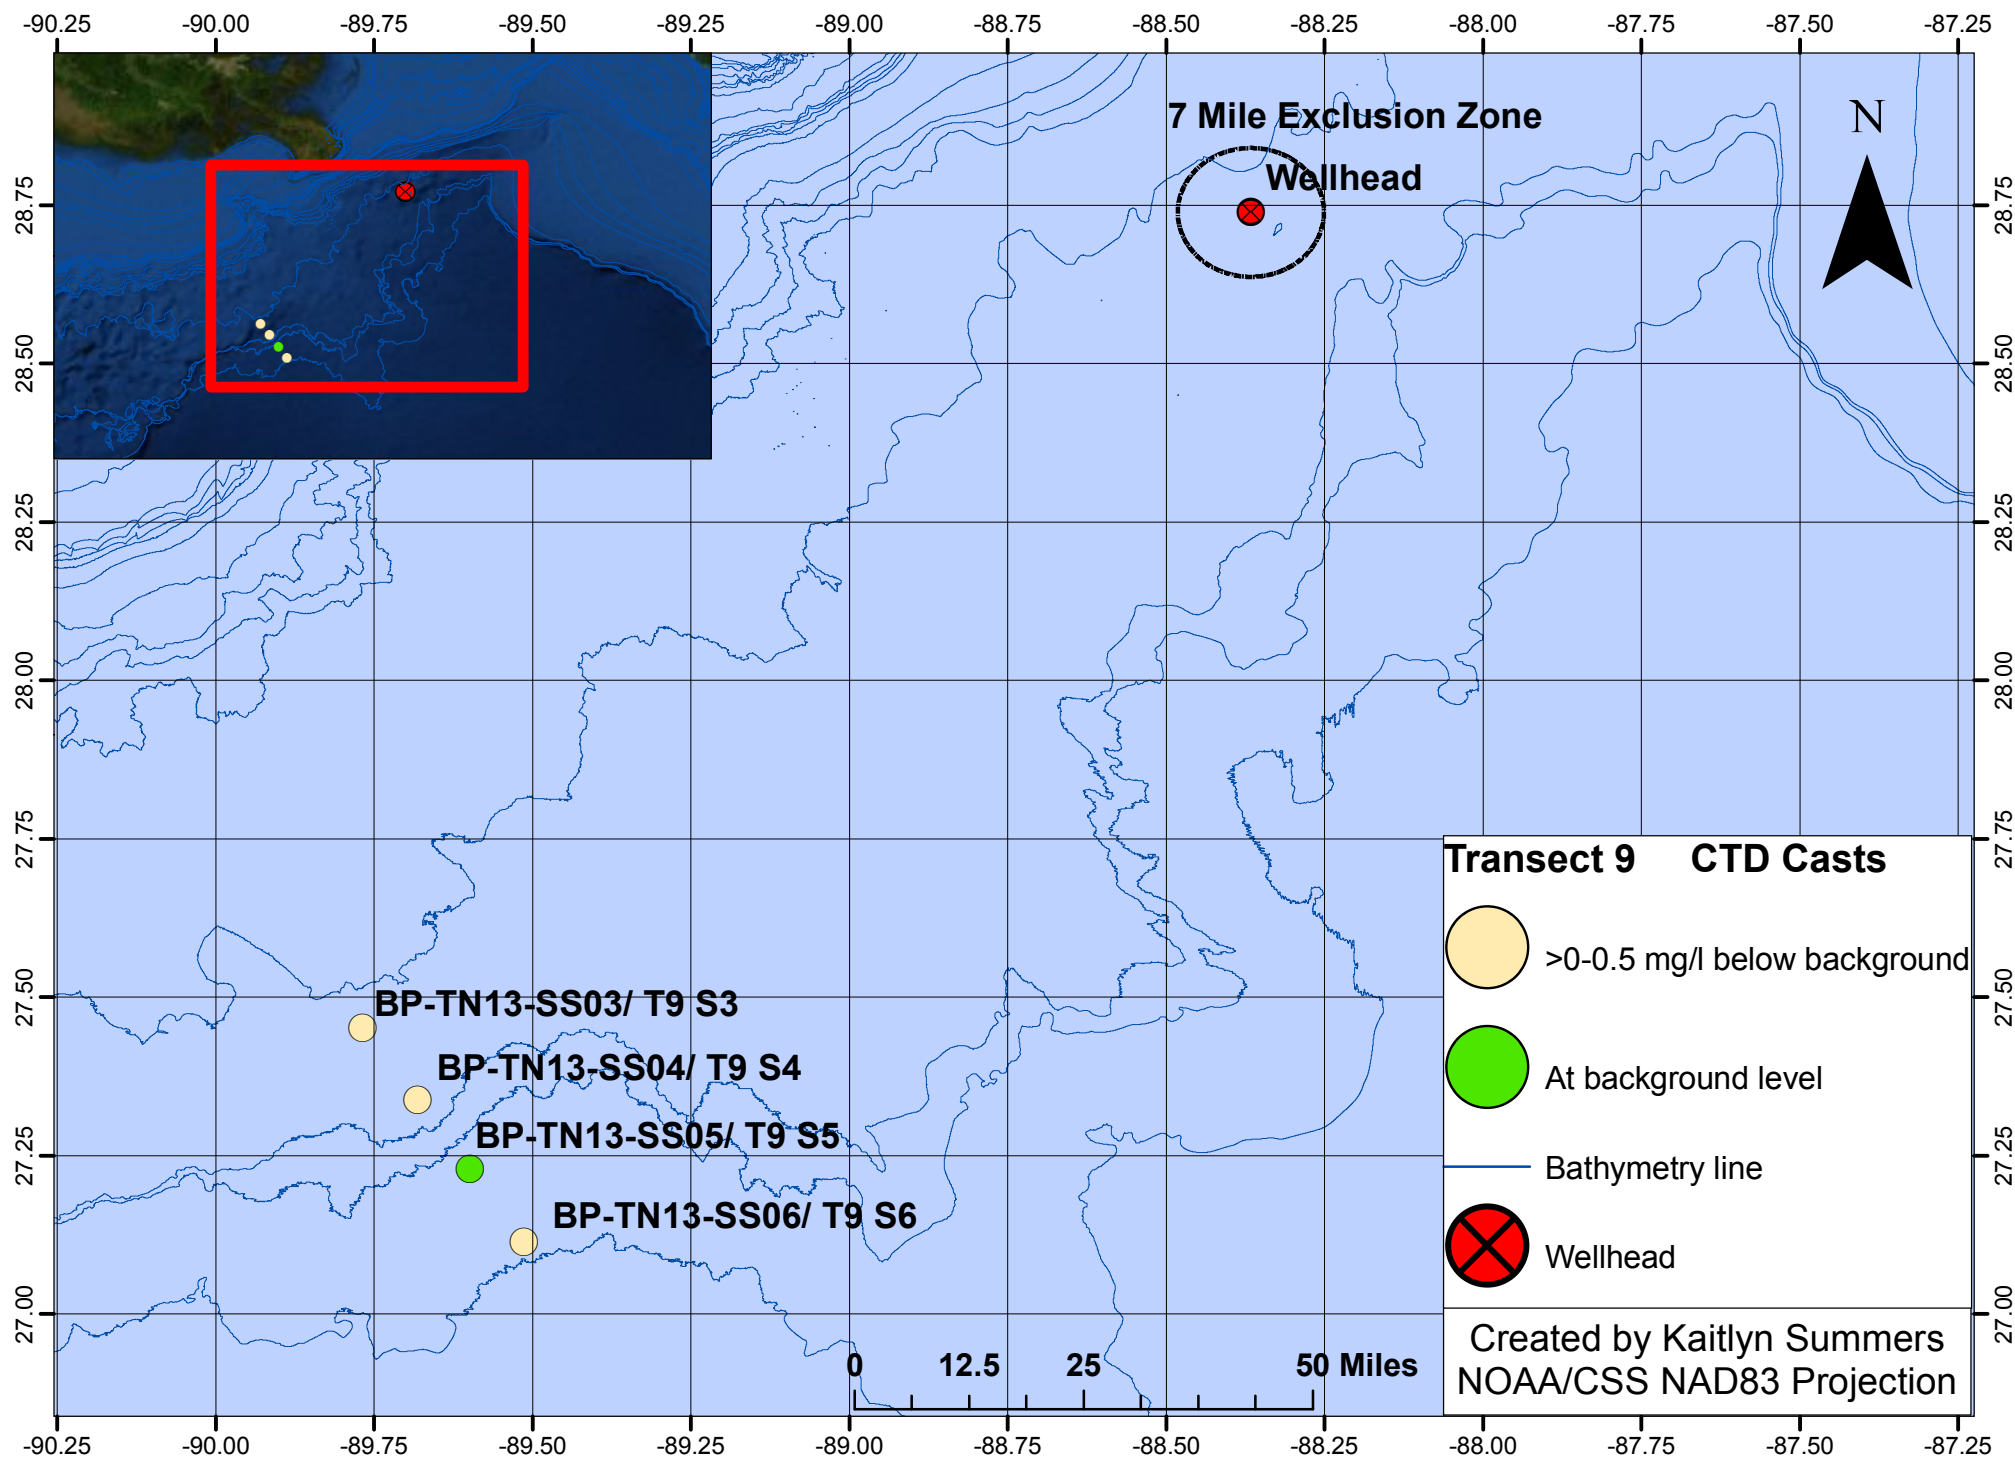 -90.25 -90.00 -89.75 -89.50 -89.25 -89.00 -88.75 -88.50 -88.25 -88.00 -87.75 -87.50 -87.25
7 Mile Exclusion Zone
N
Wellhead
28.75 28.75
28.50 28.50
28.25 28.25
28.00 28.00
27.75 27.75
Transect 9 CTD Casts
>0-0.5 mg/l below background
27.50 27.50
BP-TN13-SS03/ T9 S3
BP-TN13-SS04/ T9 S4
At background level
BP-TN13-SS05/ T9 S5
27.25 27.25
Bathymetry line
BP-TN13-SS06/ T9 S6
Wellhead
27.00 27.00
Created by Kaitlyn Summers
NOAA/CSS NAD83 Projection
0 12.5 25 50 Miles
-90.25 -90.00 -89.75 -89.50 -89.25 -89.00 -88.75 -88.50 -88.25 -88.00 -87.75 -87.50 -87.25